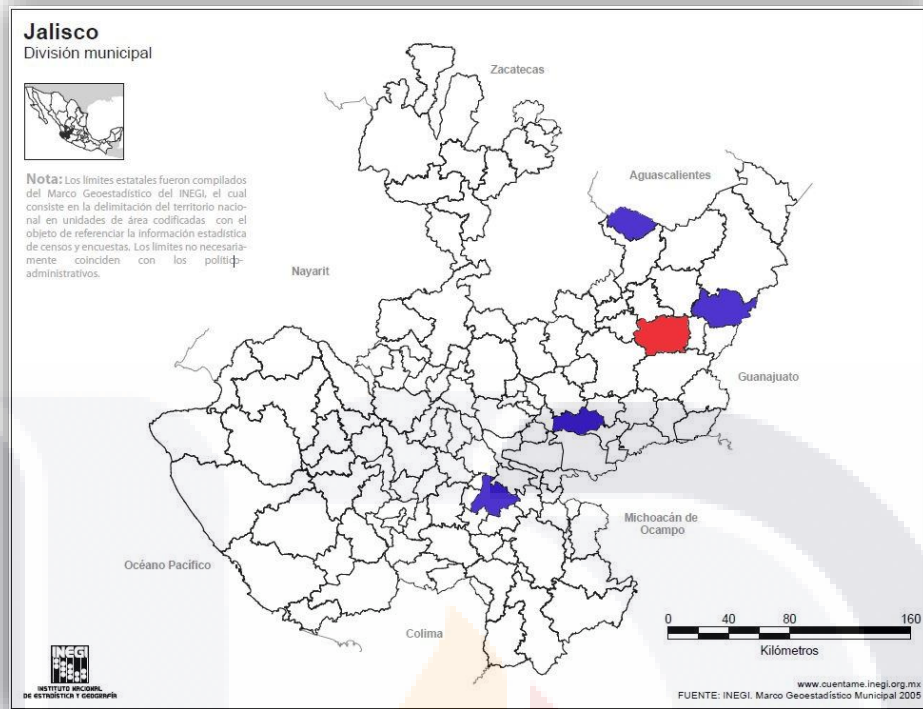 Jalisco
División municipal
Zacatecas
Nota: Los límites estatales fueron compilados
del Marco Geoestadístico del INEGI, el cual
consiste en la delimitación del territorio nacio-
nal en unidades de área codificadas con el
objeto de referenciar la información estadística
de censos y encuestas. Los límites no necesaria-
mente coinciden con los político-
administrativos.
Aguascalientes
Nayarit
Guanajuato
Michoacán de
Ocampo
Océano Pacífico
Colima
0 40 80 160
Kilómetros
INEGI
INSTITUTO NACIONAL
DE ESTADÍSTICA Y GEOGRAFÍA
www.cuentame.inegi.org.mx
FUENTE: INEGI. Marco Geoestadístico Municipal 2005